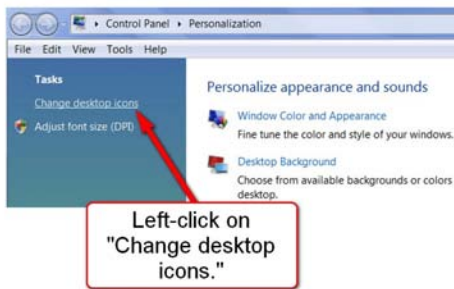 Control Panel ▸ Personalization
File Edit View Tools Help
Tasks
Change desktop icons
Adjust font size (DPI)
Personalize appearance and sounds
Window Color and Appearance
Fine tune the color and style of your windows.
Desktop Background
Choose from available backgrounds or colors
desktop.
Left-click on
"Change desktop
icons."